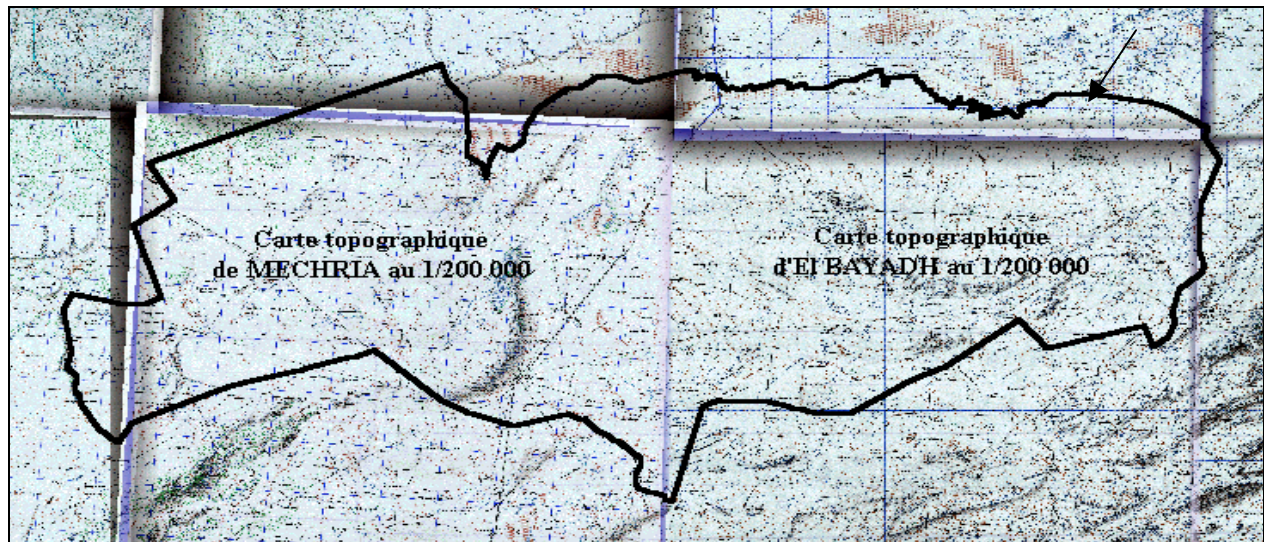 Carte topographique
de MECHRIA au 1/200 000
Carte topographique
d'El BAYADH au 1/200 000